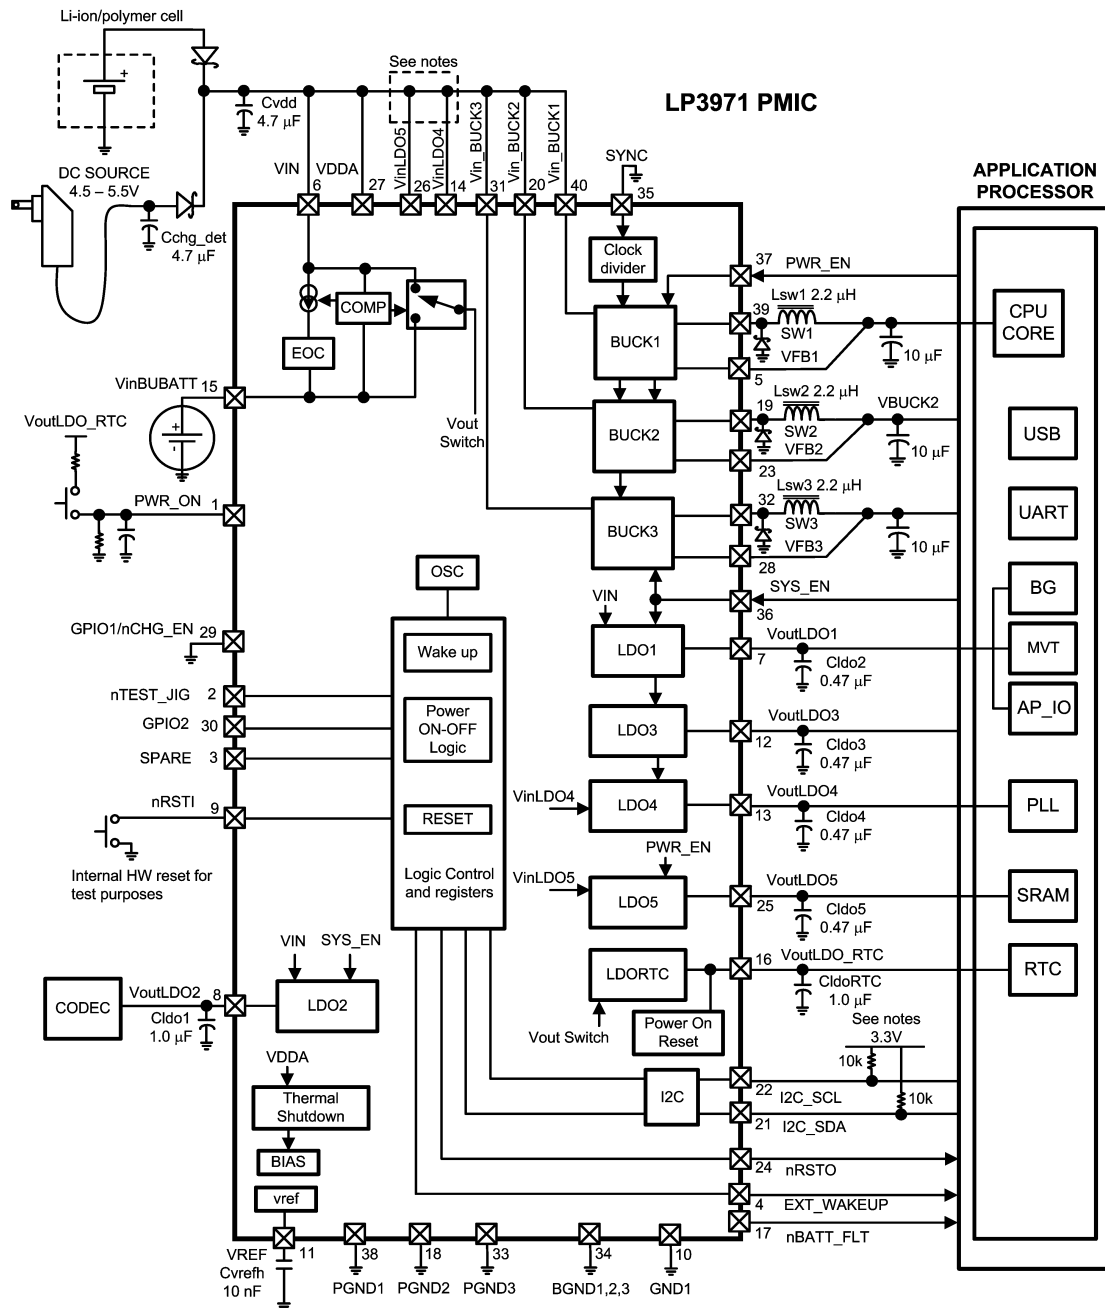 Li-ion/polymer cell
+
See notes
Cvdd
4.7 µF
LP3971 PMIC
DC SOURCE
4.5 – 5.5V
Cchg_det
4.7 µF
VIN
VDDA
VinLDO5
VinLDO4
Vin_BUCK3
Vin_BUCK2
Vin_BUCK1
SYNC
6
27
26
14
31
20
40
35
APPLICATION
PROCESSOR
Clock
divider
37
PWR_EN
COMP
EOC
BUCK1
39
Lsw1 2.2 µH
SW1
VFB1
5
10 µF
CPU
CORE
VinBUBATT
15
VoutLDO_RTC
+
-
Vout
Switch
BUCK2
19
Lsw2 2.2 µH
VBUCK2
SW2
VFB2
23
10 µF
USB
PWR_ON
1
BUCK3
32
Lsw3 2.2 µH
SW3
VFB3
28
10 µF
UART
OSC
SYS_EN
36
BG
VIN
GPIO1/nCHG_EN
29
Wake up
LDO1
VoutLDO1
7
Cldo2
0.47 µF
MVT
nTEST_JIG
2
GPIO2
30
SPARE
3
Power
ON-OFF
Logic
LDO3
VoutLDO3
12
Cldo3
0.47 µF
AP_IO
nRSTI
9
RESET
VinLDO4
LDO4
VoutLDO4
13
Cldo4
0.47 µF
PLL
Internal HW reset for
test purposes
Logic Control
and registers
PWR_EN
VinLDO5
LDO5
VoutLDO5
25
Cldo5
0.47 µF
SRAM
VIN
SYS_EN
LDORTC
16
VoutLDO_RTC
CldoRTC
1.0 µF
RTC
CODEC
VoutLDO2
8
Cldo1
1.0 µF
LDO2
Vout Switch
Power On
Reset
See notes
3.3V
10k
10k
VDDA
Thermal
Shutdown
I2C
22
I2C_SCL
21
I2C_SDA
BIAS
24
nRSTO
vref
4
EXT_WAKEUP
17
nBATT_FLT
VREF
11
Cvrefh
10 nF
38
PGND1
18
PGND2
33
PGND3
34
BGND1,2,3
10
GND1